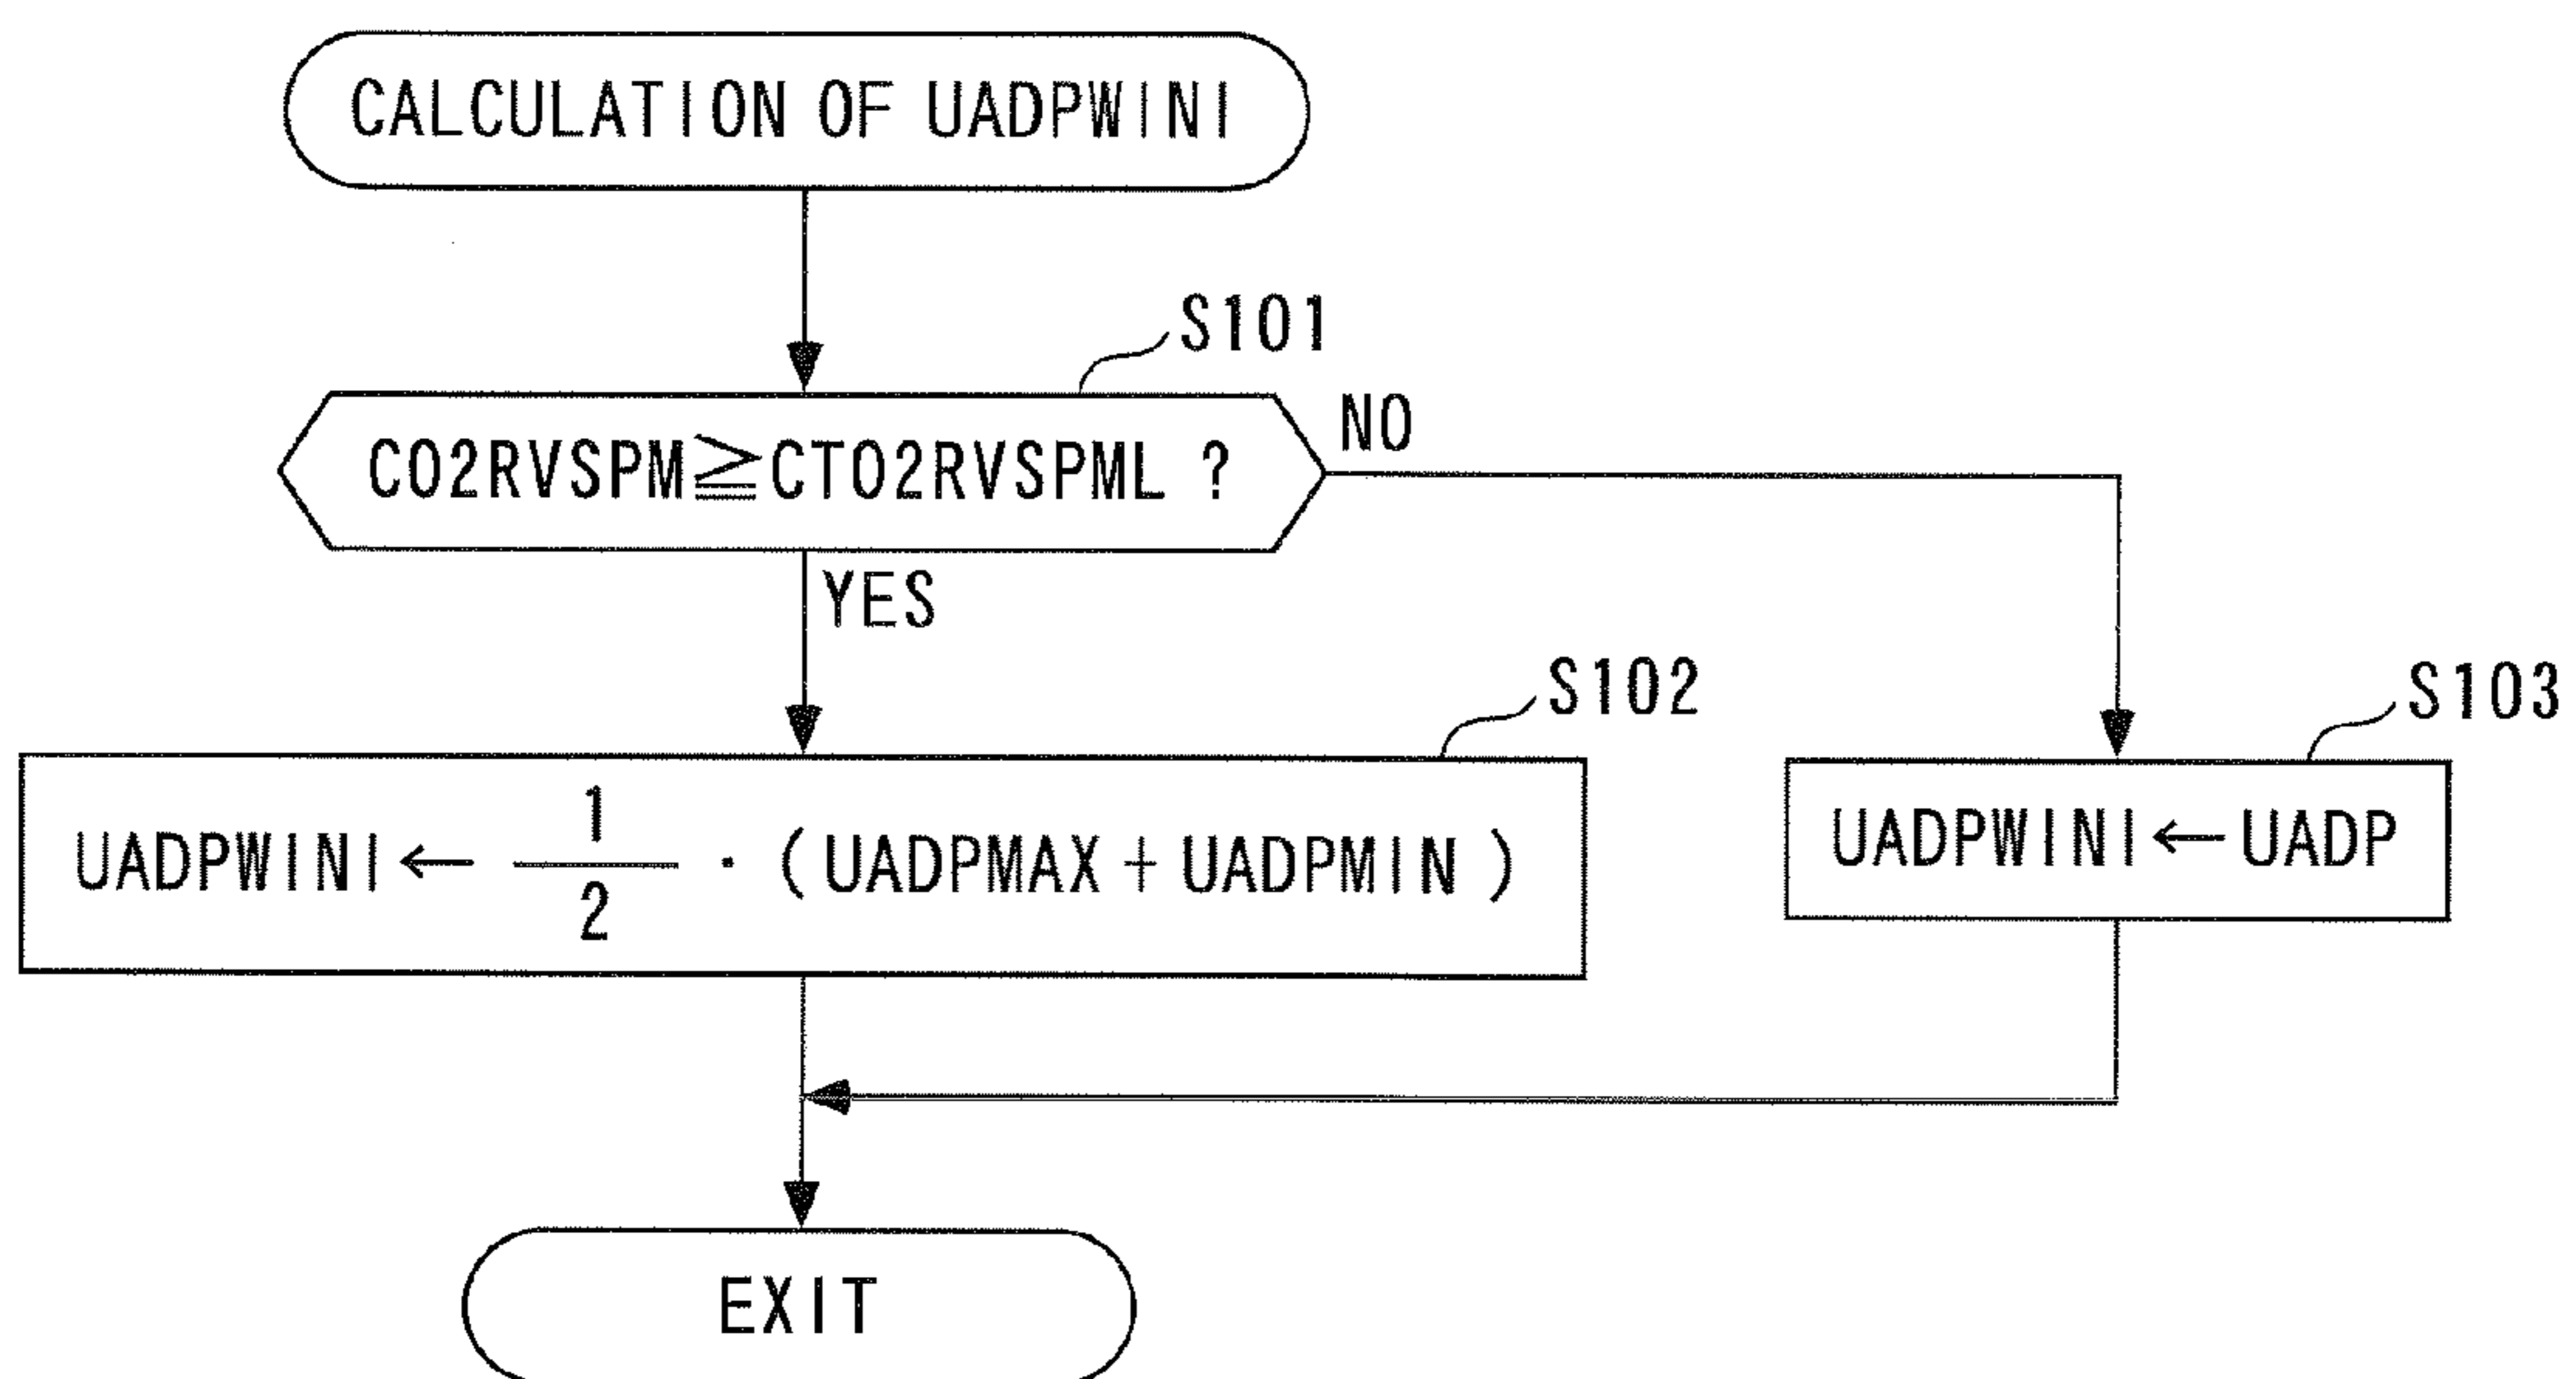 CALCULATION OF UADPWINI
S101
CO2RVSPM≧CTO2RVSPML ?
NO
YES
S102
UADPWINI← 1/2 · (UADPMAX+UADPMIN)
S103
UADPWINI←UADP
EXIT